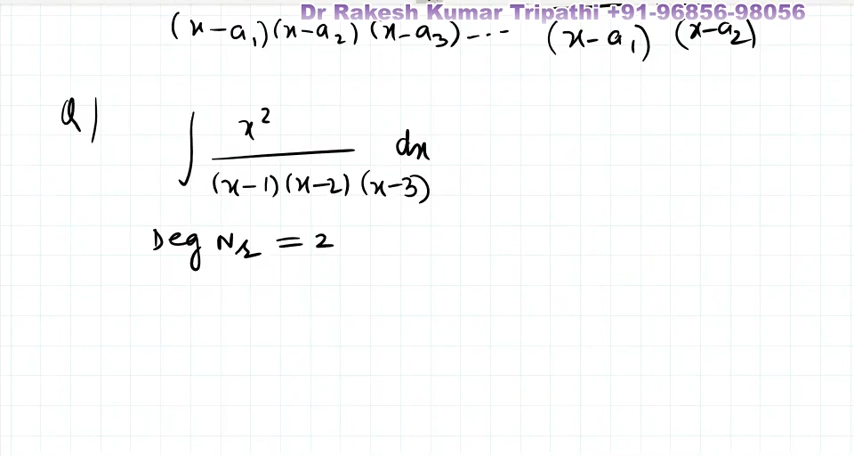 Dr Rakesh Kumar Tripathi +91-96856-98056
(x-a₁)(x-a₂)(x-a₃)--- (x-a₁) (x-a₂)
Q) ∫ x² / (x-1)(x-2)(x-3) dx
Deg Nr = 2